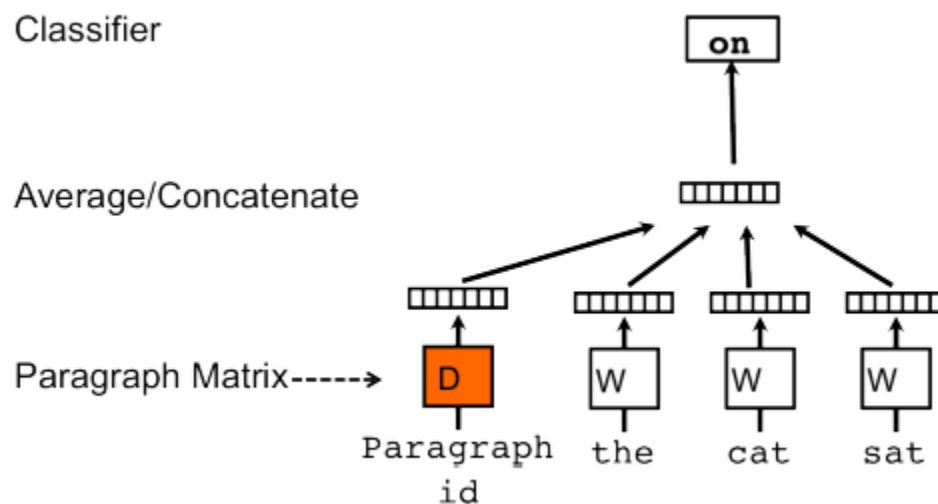 Classifier
on
Average/Concatenate
Paragraph Matrix
D
W
W
W
Paragraph
id
the
cat
sat